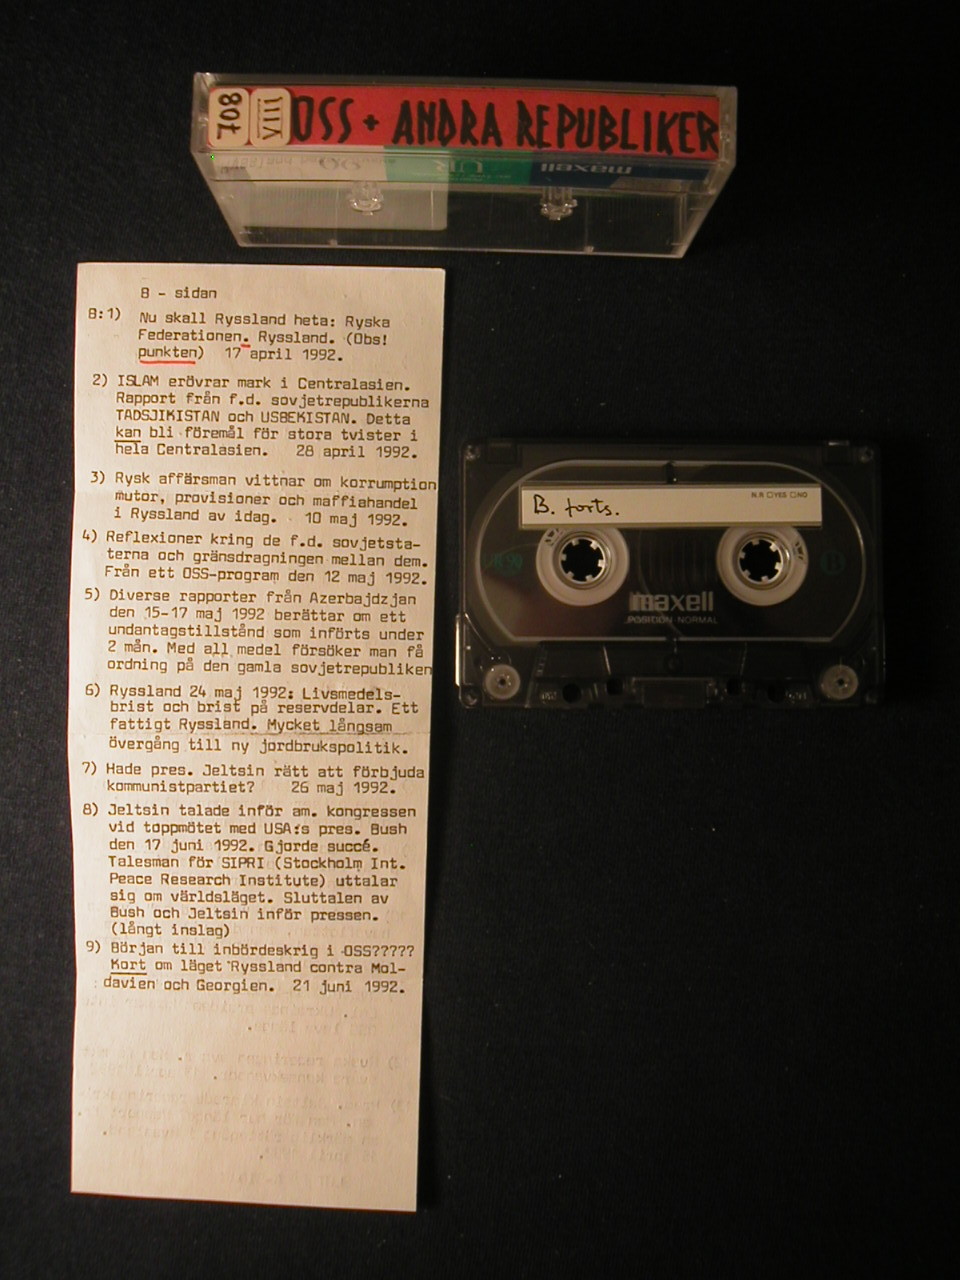 708
VIII
OSS + ANDRA REPUBLIKER
maxell
UR
90
8 - sidan
8:1) Nu skall Ryssland heta: Ryska
Federationen. Ryssland. (Obs!
punkten) 17 april 1992.
2) ISLAM erövrar mark i Centralasien.
Rapport från f.d. sovjetrepublikerna
TADSJIKISTAN och USBEKISTAN. Detta
kan bli föremål för stora tvister i
hela Centralasien. 28 april 1992.
3) Rysk affärsman vittnar om korruption
mutor, provisioner och maffiahandel
i Ryssland av idag. 10 maj 1992.
4) Reflexioner kring de f.d. sovjetsta-
terna och gränsdragningen mellan dem.
Från ett OSS-program den 12 maj 1992.
5) Diverse rapporter från Azerbajdzjan
den 15-17 maj 1992 berättar om ett
undantagstillstånd som införts under
2 mån. Med all medel försöker man få
ordning på den gamla sovjetrepubliken
6) Ryssland 24 maj 1992: Livsmedels-
brist och brist på reservdelar. Ett
fattigt Ryssland. Mycket långsam
övergång till ny jordbrukspolitik.
7) Hade pres. Jeltsin rätt att förbjuda
kommunistpartiet? 26 maj 1992.
8) Jeltsin talade inför am. kongressen
vid toppmötet med USA:s pres. Bush
den 17 juni 1992. Gjorde succé.
Talesman för SIPRI (Stockholm Int.
Peace Research Institute) uttalar
sig om världsläget. Sluttalen av
Bush och Jeltsin inför pressen.
(långt inslag)
9) Början till inbördeskrig i OSS?????
Kort om läget Ryssland contra Mol-
davien och Georgien. 21 juni 1992.
B. forts.
N.R □YES □NO
maxell
POSITION·NORMAL